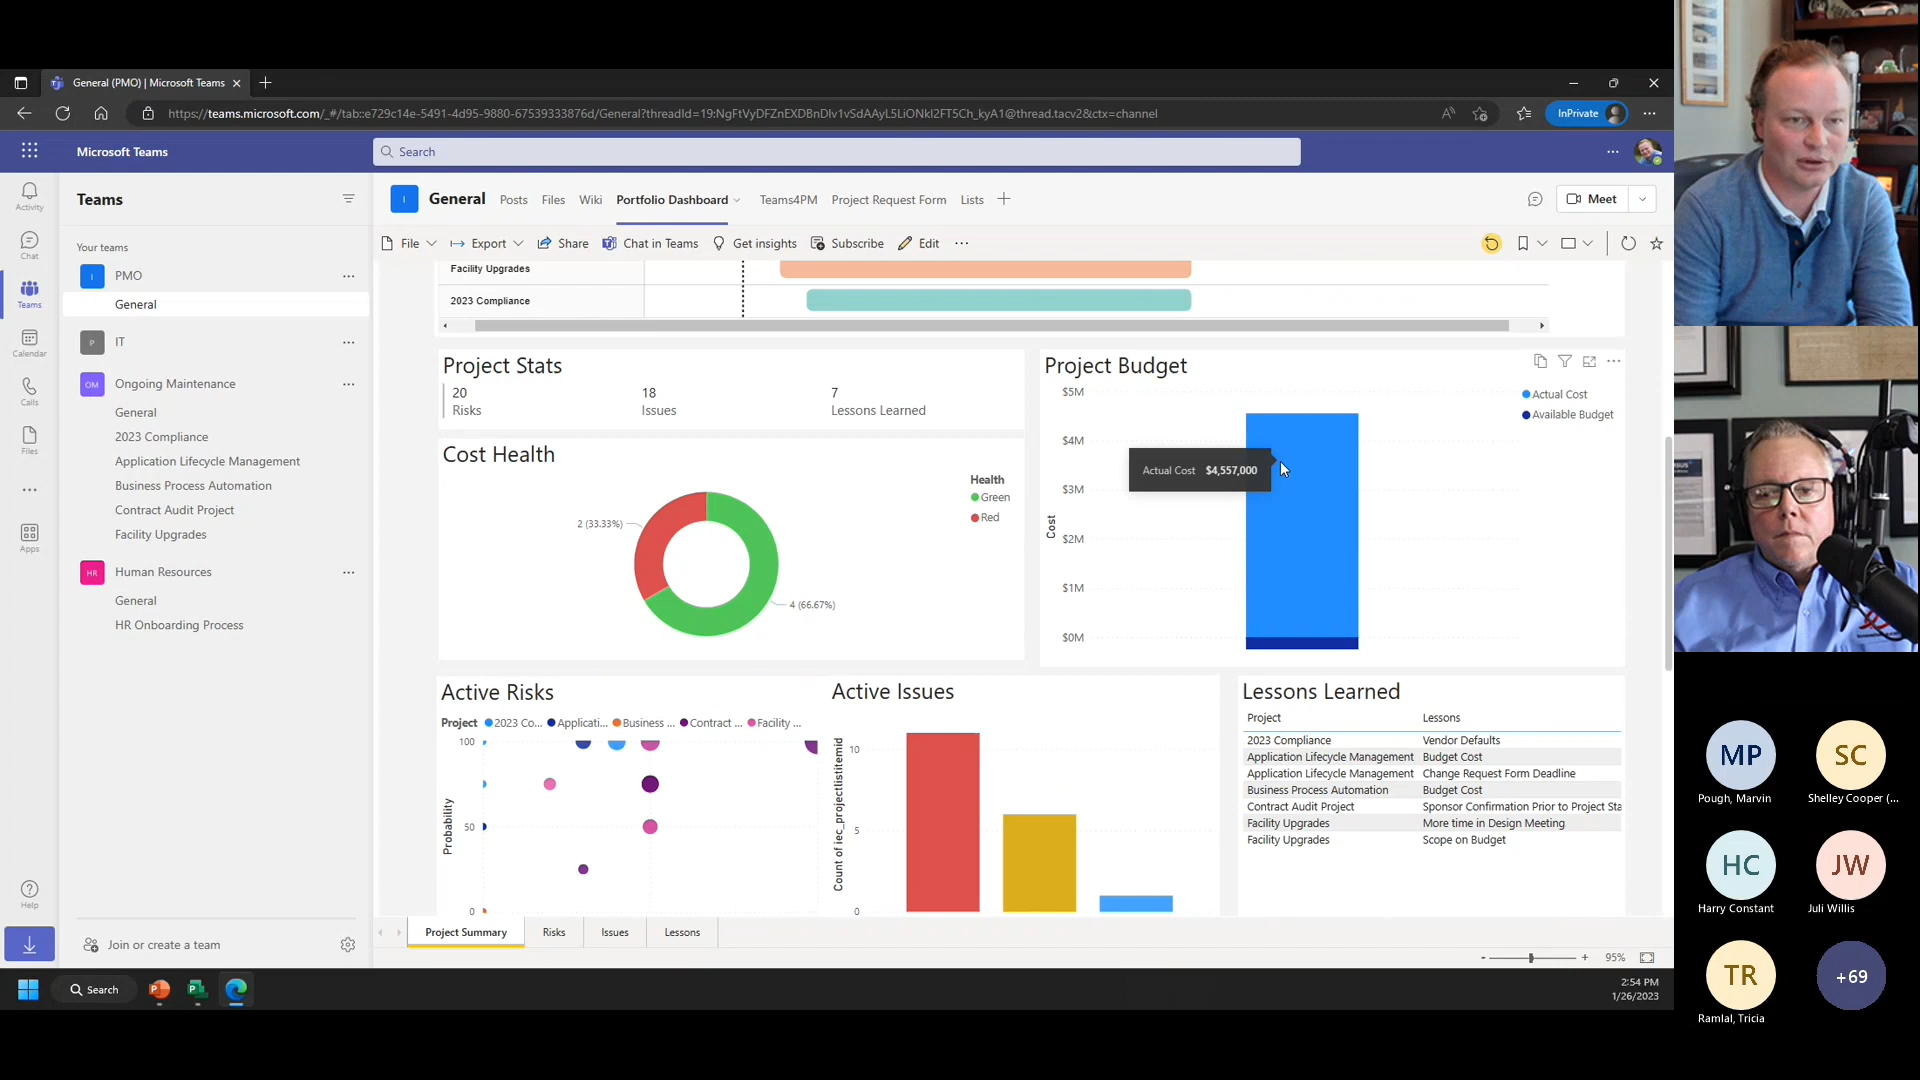 General (PMO) | Microsoft Teams
https://teams.microsoft.com/_#/tab::e729c14e-5491-4d95-9880-67539333876d/General?threadId=19:NgFtVyDFZnEXDBnDIv1vSdAAyL5LiONkI2FT5Ch_kyA1@thread.tacv2&ctx=channel
InPrivate
Microsoft Teams
Search
Activity
Chat
Teams
Calendar
Calls
Files
Apps
Help
Teams
Your teams
I PMO
General
P IT
OM Ongoing Maintenance
General
2023 Compliance
Application Lifecycle Management
Business Process Automation
Contract Audit Project
Facility Upgrades
HR Human Resources
General
HR Onboarding Process
Join or create a team
I General Posts Files Wiki Portfolio Dashboard Teams4PM Project Request Form Lists
Meet
File Export Share Chat in Teams Get insights Subscribe Edit
Facility Upgrades
2023 Compliance
Project Stats
20 18 7
Risks Issues Lessons Learned
Cost Health
Health
Green
Red
2 (33.33%)
4 (66.67%)
Project Budget
Actual Cost
Available Budget
$5M
$4M
$3M
$2M
$1M
$0M
Cost
Actual Cost $4,557,000
Active Risks
Project 2023 Co... Applicati... Business ... Contract ... Facility ...
100
50
0
Probability
Active Issues
10
5
0
Count of ierc_projectlistitemid
Lessons Learned
Project Lessons
2023 Compliance Vendor Defaults
Application Lifecycle Management Budget Cost
Application Lifecycle Management Change Request Form Deadline
Business Process Automation Budget Cost
Contract Audit Project Sponsor Confirmation Prior to Project Sta
Facility Upgrades More time in Design Meeting
Facility Upgrades Scope on Budget
Project Summary Risks Issues Lessons
95%
Search
2:54 PM
1/26/2023
MP
Pough, Marvin
SC
Shelley Cooper (...
HC
Harry Constant
JW
Juli Willis
TR
Ramlal, Tricia
+69